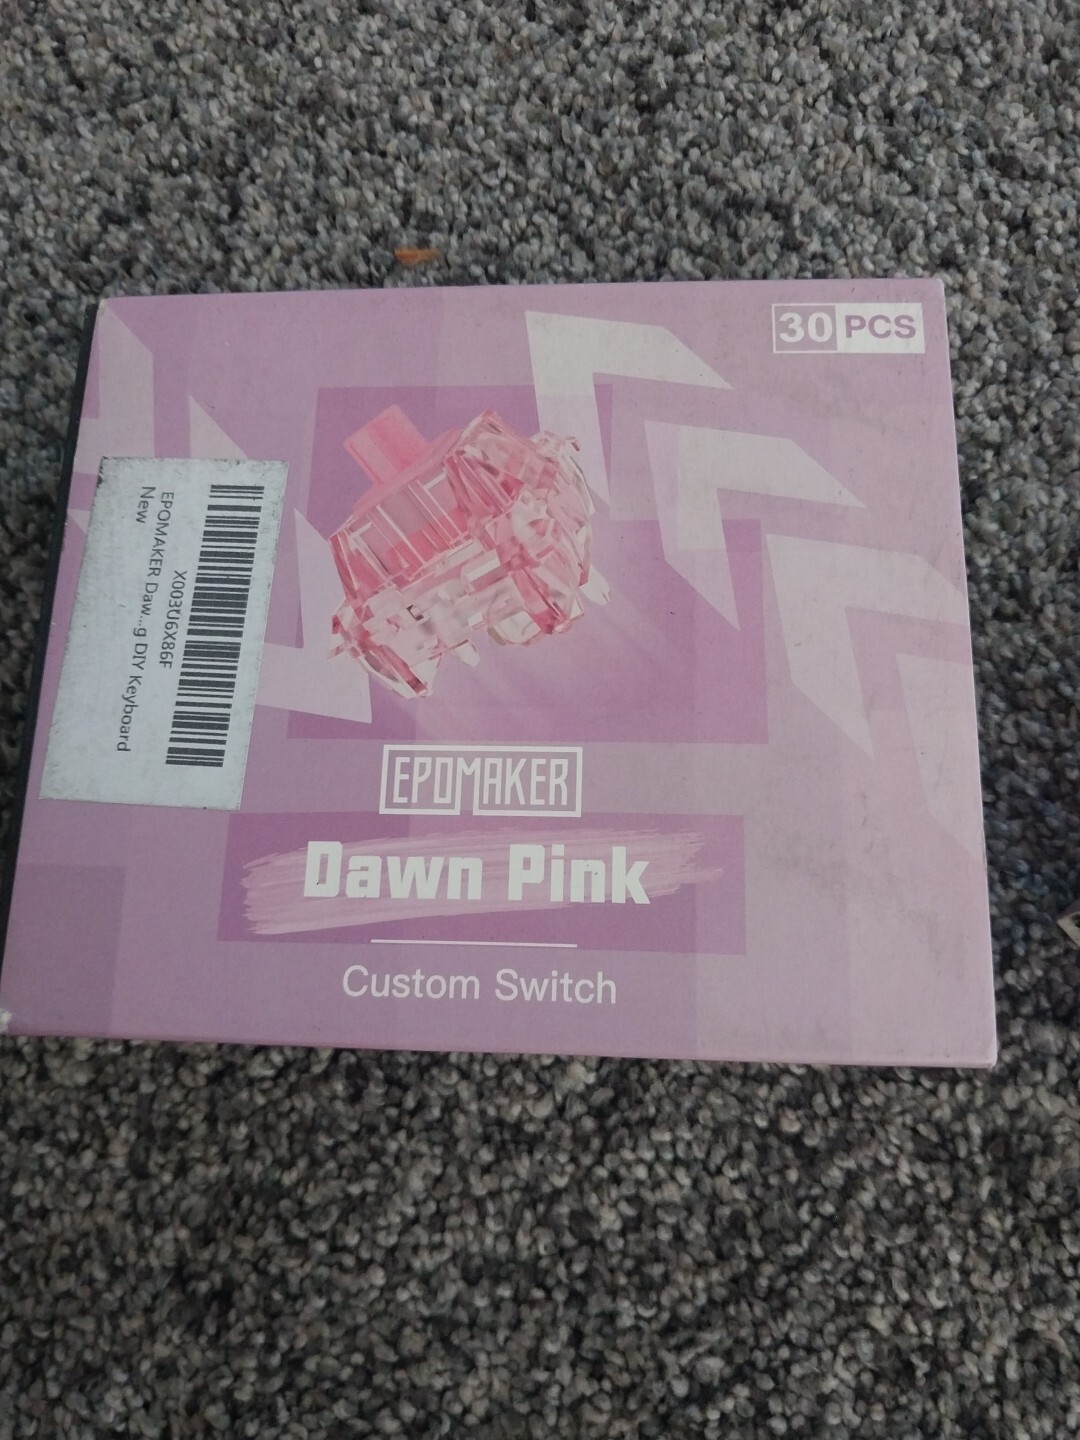 30 PCS
X003U6X86F
EPOMAKER Daw...g DIY Keyboard
New
EPOMAKER
Dawn Pink
Custom Switch